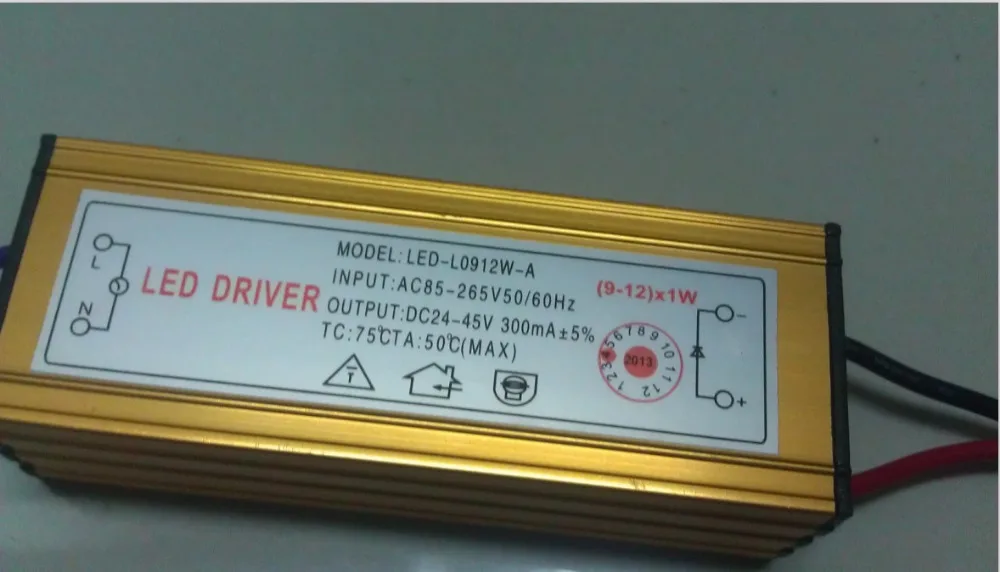 L
N
LED DRIVER
MODEL:LED-L0912W-A
INPUT:AC85-265V50/60Hz
OUTPUT:DC24-45V 300mA±5%
TC:75℃TA:50℃(MAX)
T
(9-12)x1W
1 2 3 4 5 6 7 8 9 10 11 12
2013
-
+